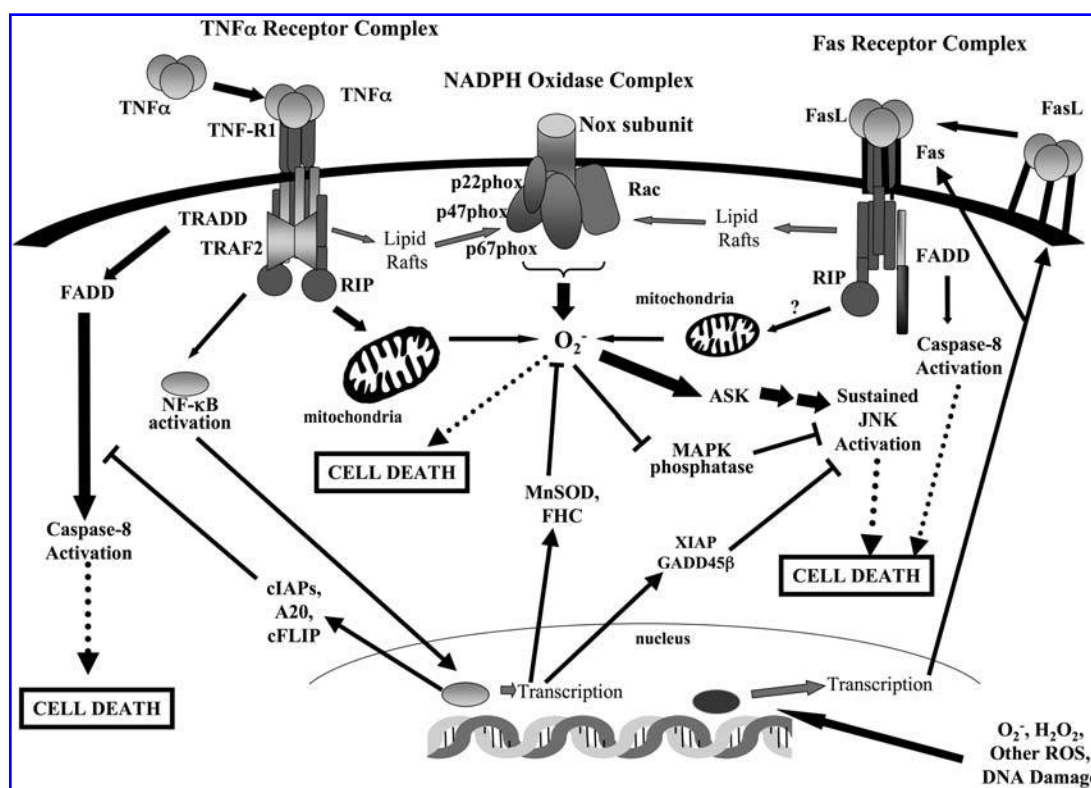 TNFα Receptor Complex
Fas Receptor Complex
NADPH Oxidase Complex
TNFα
TNFα
TNF-R1
Nox subunit
FasL
FasL
Fas
p22phox
p47phox
p67phox
Rac
TRADD
TRAF2
RIP
Lipid
Rafts
Lipid
Rafts
FADD
RIP
FADD
mitochondria
?
mitochondria
O₂⁻
NF-κB
activation
Caspase-8
Activation
ASK
Sustained
JNK
Activation
MAPK
phosphatase
CELL DEATH
MnSOD,
FHC
Caspase-8
Activation
XIAP
GADD45β
CELL DEATH
cIAPs,
A20,
cFLIP
nucleus
Transcription
Transcription
CELL DEATH
O₂⁻, H₂O₂,
Other ROS,
DNA Damage